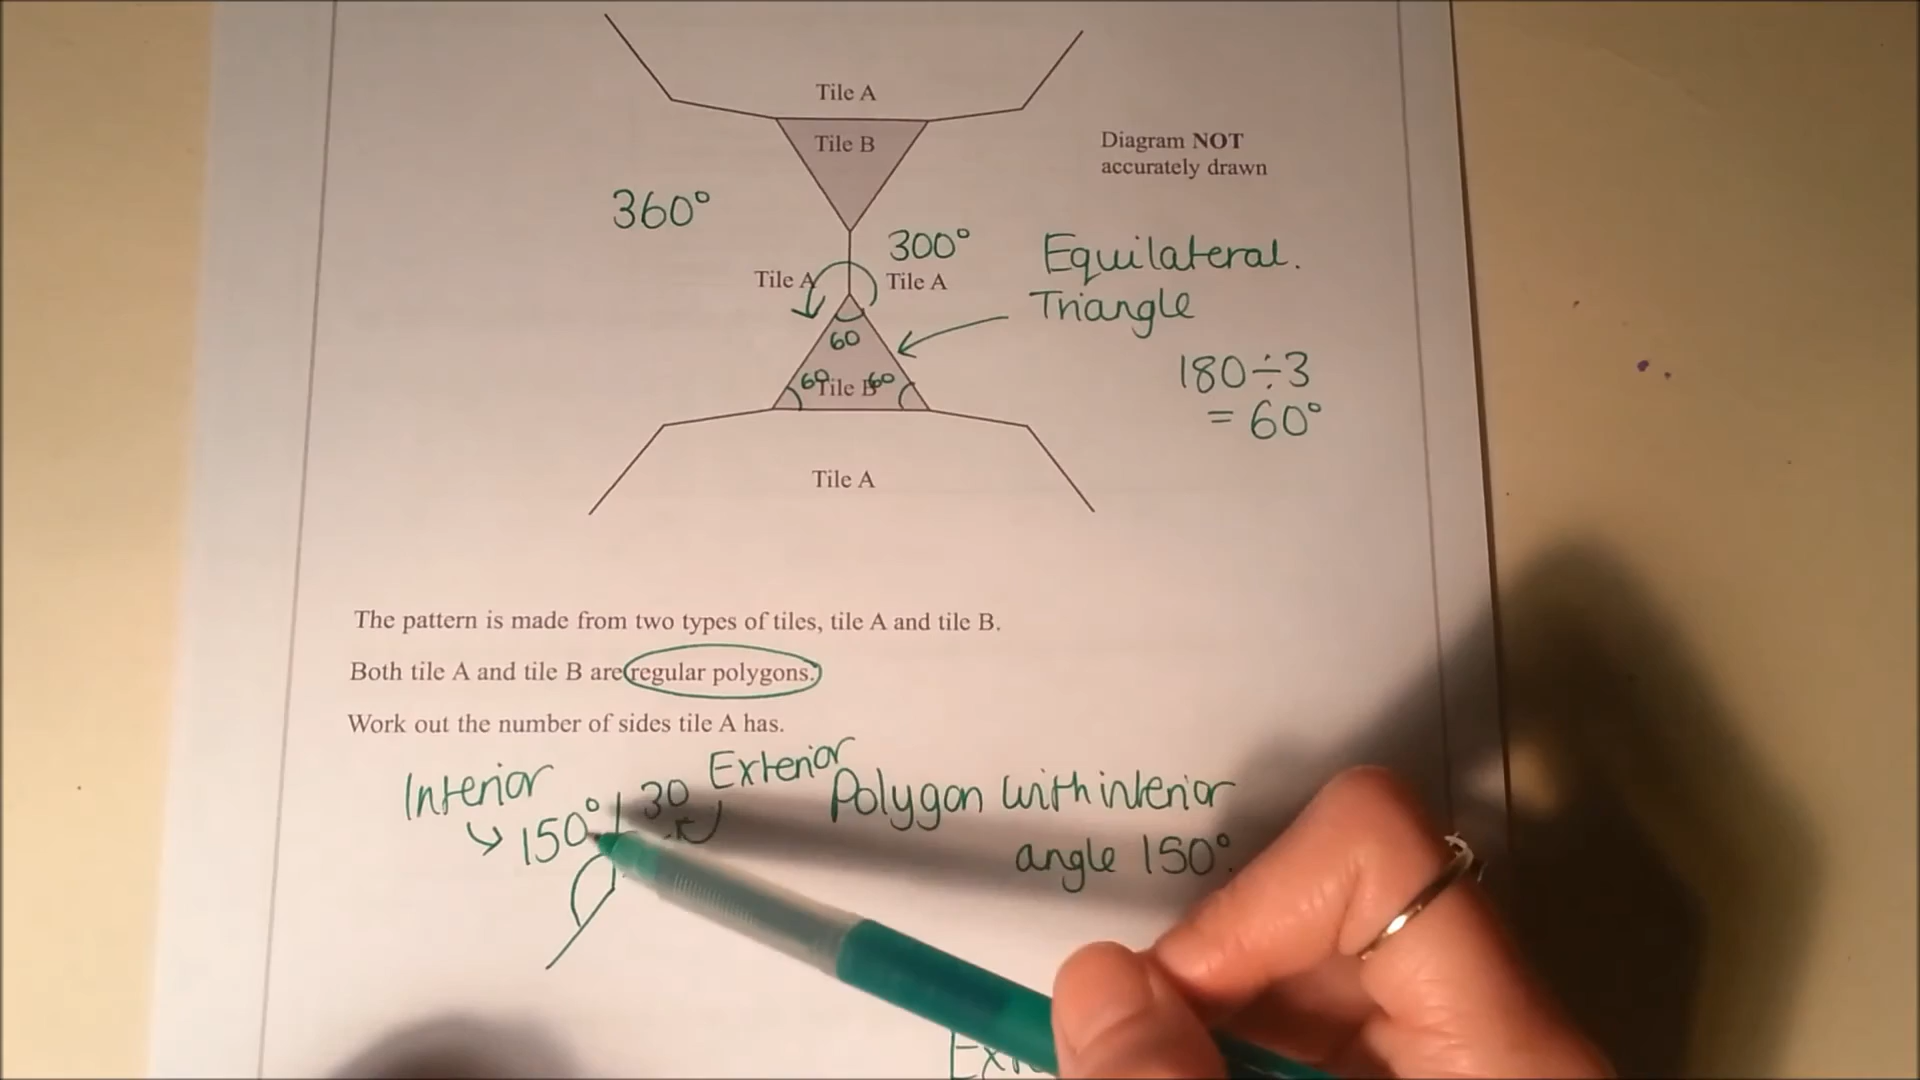 Tile A
Tile B
Diagram NOT
accurately drawn
360°
300°
Equilateral.
Triangle
Tile A
Tile A
60
180÷3
= 60°
60
Tile B
60
Tile A
The pattern is made from two types of tiles, tile A and tile B.
Both tile A and tile B are regular polygons.
Work out the number of sides tile A has.
Interior
150°
30
Exterior
Polygon with interior
angle 150°.